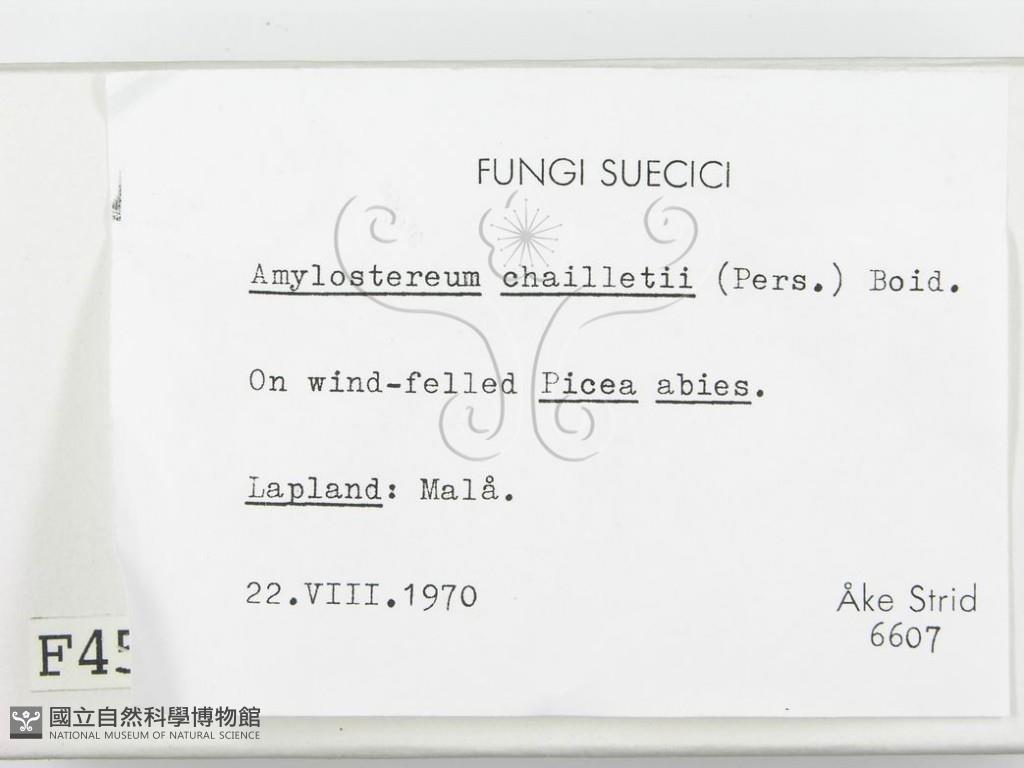 FUNGI SUECICI
Amylostereum chailletii (Pers.) Boid.
On wind-felled Picea abies.
Lapland: Malå.
22.VIII.1970
Åke Strid
6607
國立自然科學博物館
NATIONAL MUSEUM OF NATURAL SCIENCE